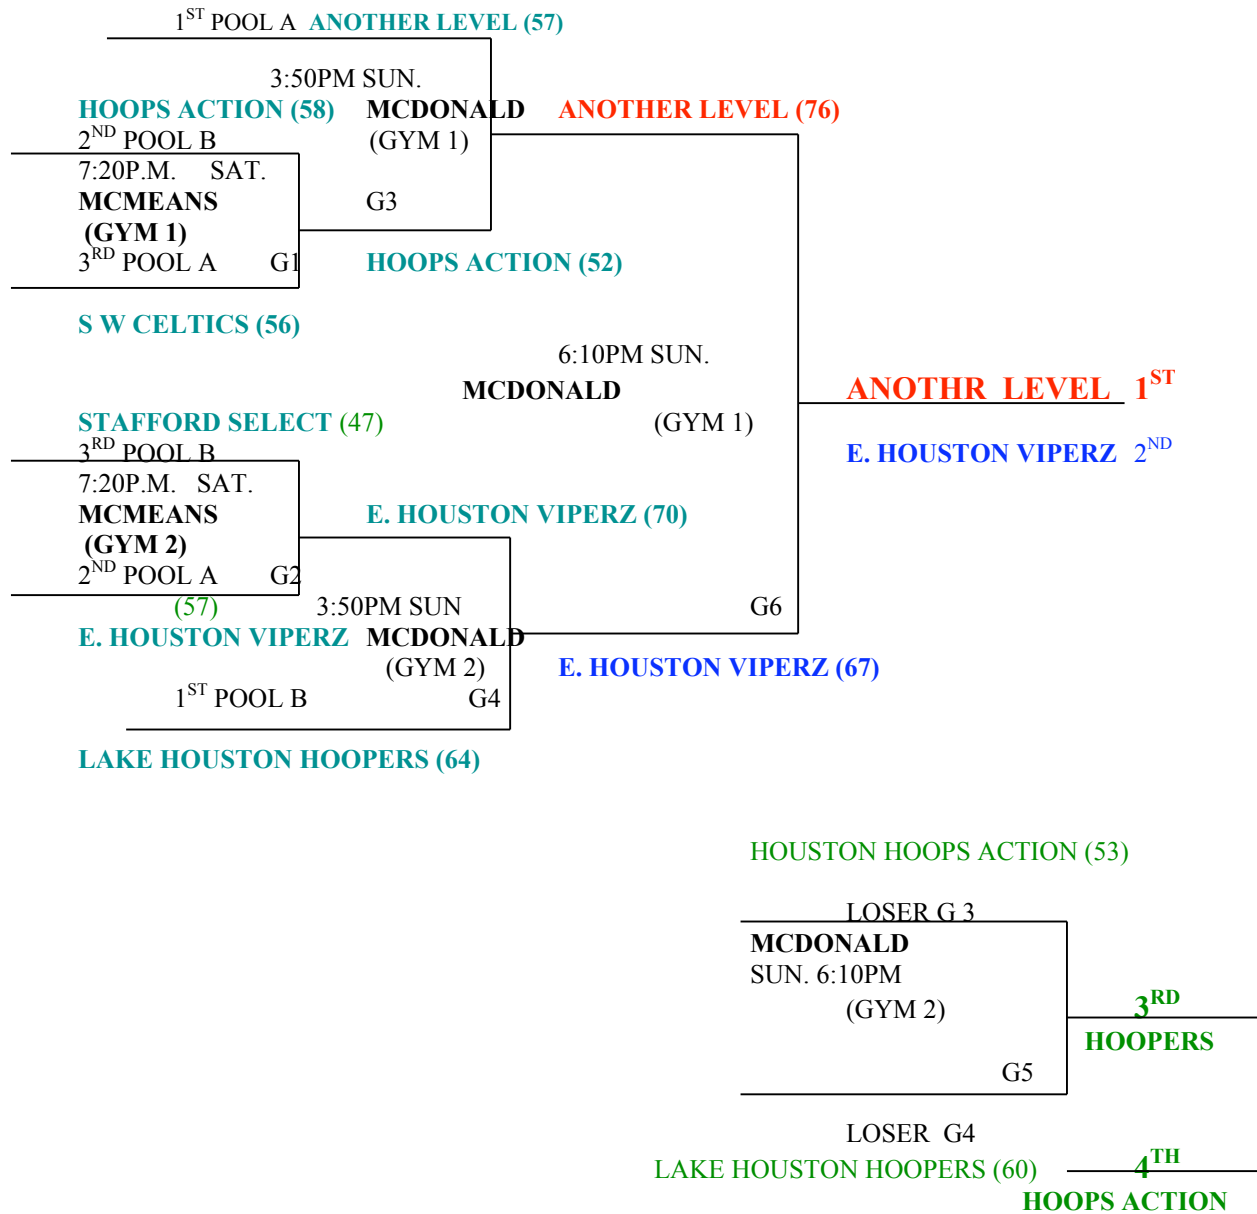 1ST POOL A ANOTHER LEVEL (57)
3:50PM SUN.
HOOPS ACTION (58) MCDONALD ANOTHER LEVEL (76)
2ND POOL B (GYM 1)
7:20P.M. SAT.
MCMEANS G3
(GYM 1)
3RD POOL A G1 HOOPS ACTION (52)
S W CELTICS (56)
6:10PM SUN.
MCDONALD ANOTHR LEVEL 1ST
STAFFORD SELECT (47) (GYM 1)
3RD POOL B E. HOUSTON VIPERZ 2ND
7:20P.M. SAT.
MCMEANS E. HOUSTON VIPERZ (70)
(GYM 2)
2ND POOL A G2
(57) 3:50PM SUN G6
E. HOUSTON VIPERZ MCDONALD
(GYM 2) E. HOUSTON VIPERZ (67)
1ST POOL B G4
LAKE HOUSTON HOOPERS (64)
HOUSTON HOOPS ACTION (53)
LOSER G 3
MCDONALD
SUN. 6:10PM
(GYM 2) 3RD
HOOPERS
G5
LOSER G4
LAKE HOUSTON HOOPERS (60) 4TH
HOOPS ACTION